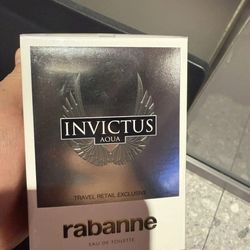 INVICTUS
AQUA
TRAVEL RETAIL EXCLUSIVE
rabanne
EAU DE TOILETTE